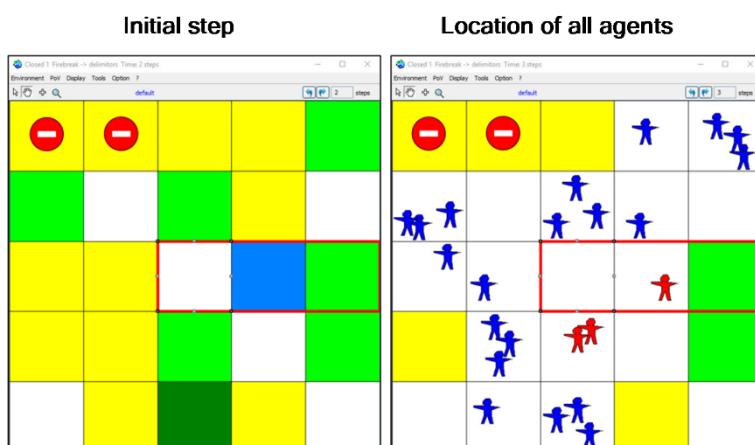 Initial step
Location of all agents
Closed 1 Firebreak -> delimitors Time: 2 steps
Environment PoV Display Tools Option ?
default
2 steps
Closed 1 Firebreak -> delimitors Time: 3 steps
Environment PoV Display Tools Option ?
default
3 steps